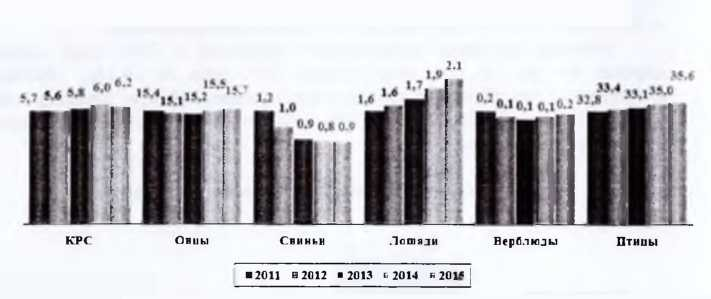 5,7 5,6 5,8 6,0 6,2
15,4 15,1 15,2 15,5 15,7
1,2 1,0 0,9 0,8 0,9
1,6 1,6 1,7 1,9 2,1
0,2 0,1 0,1 0,1 0,2
32,8 33,4 33,1 35,0 35,6
КРС Овцы Свиньи Лошади Верблюды Птицы
2011 2012 2013 2014 2015